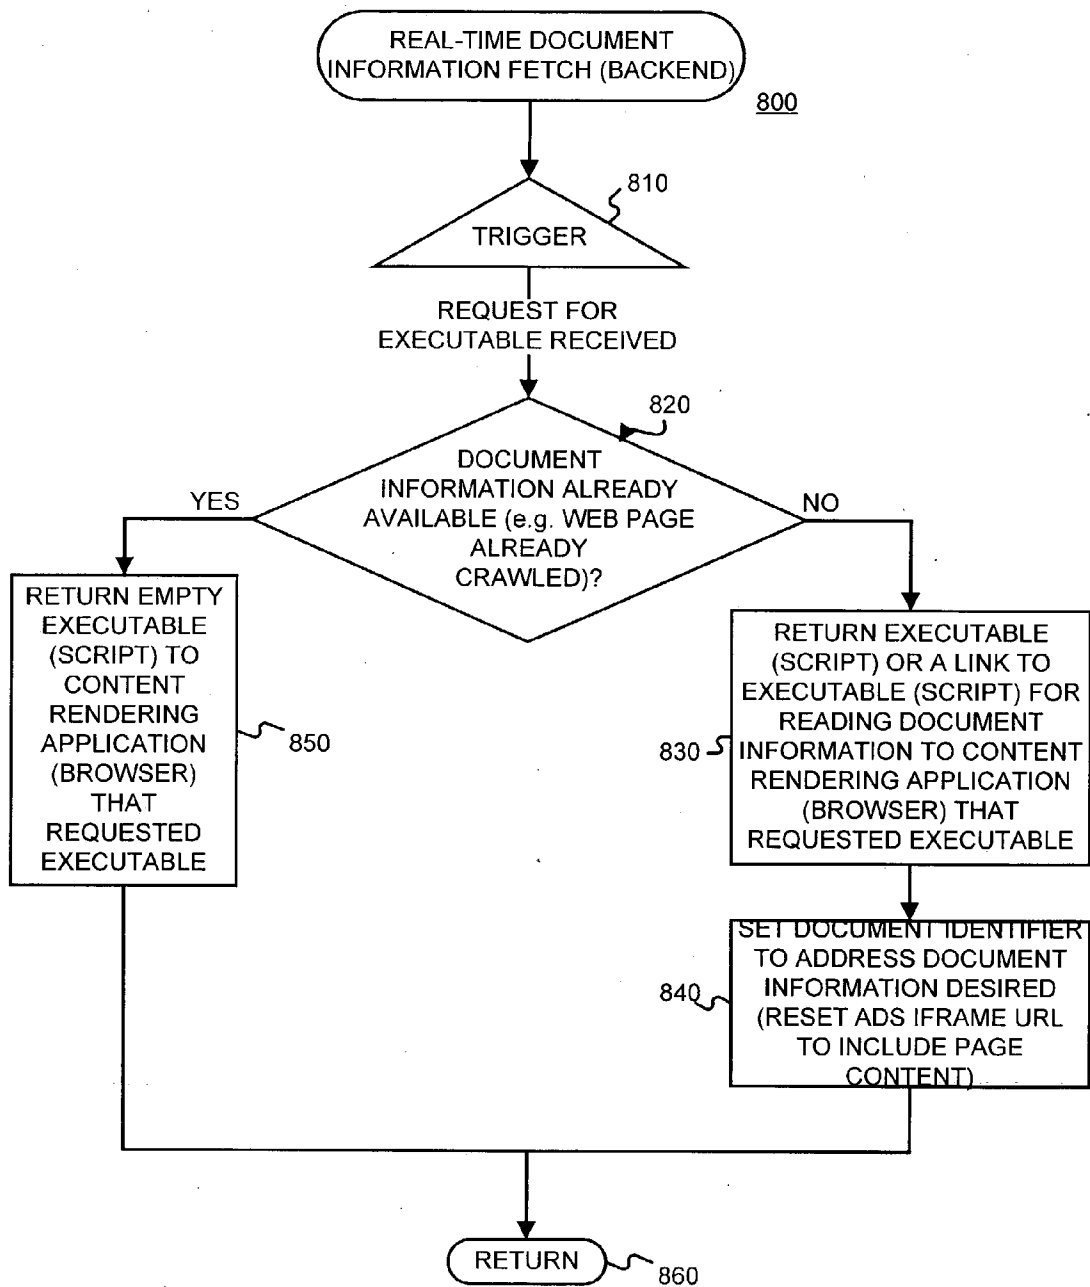 REAL-TIME DOCUMENT
INFORMATION FETCH (BACKEND)
800
810
TRIGGER
REQUEST FOR
EXECUTABLE RECEIVED
820
DOCUMENT
INFORMATION ALREADY
AVAILABLE (e.g. WEB PAGE
ALREADY
CRAWLED)?
YES
NO
RETURN EMPTY
EXECUTABLE
(SCRIPT) TO
CONTENT
RENDERING
APPLICATION
(BROWSER)
THAT
REQUESTED
EXECUTABLE
850
RETURN EXECUTABLE
(SCRIPT) OR A LINK TO
EXECUTABLE (SCRIPT) FOR
READING DOCUMENT
INFORMATION TO CONTENT
RENDERING APPLICATION
(BROWSER) THAT
REQUESTED EXECUTABLE
830
SET DOCUMENT IDENTIFIER
TO ADDRESS DOCUMENT
INFORMATION DESIRED
(RESET ADS IFRAME URL
TO INCLUDE PAGE
CONTENT)
840
RETURN
860